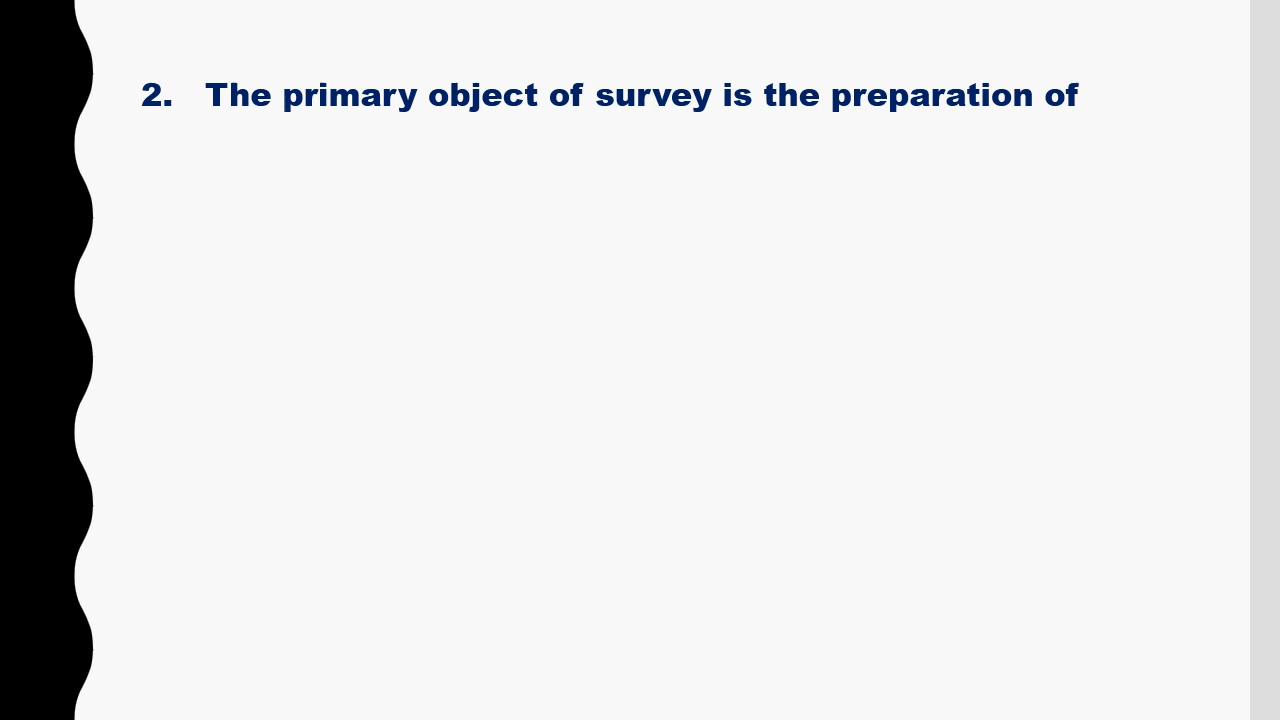 2. The primary object of survey is the preparation of